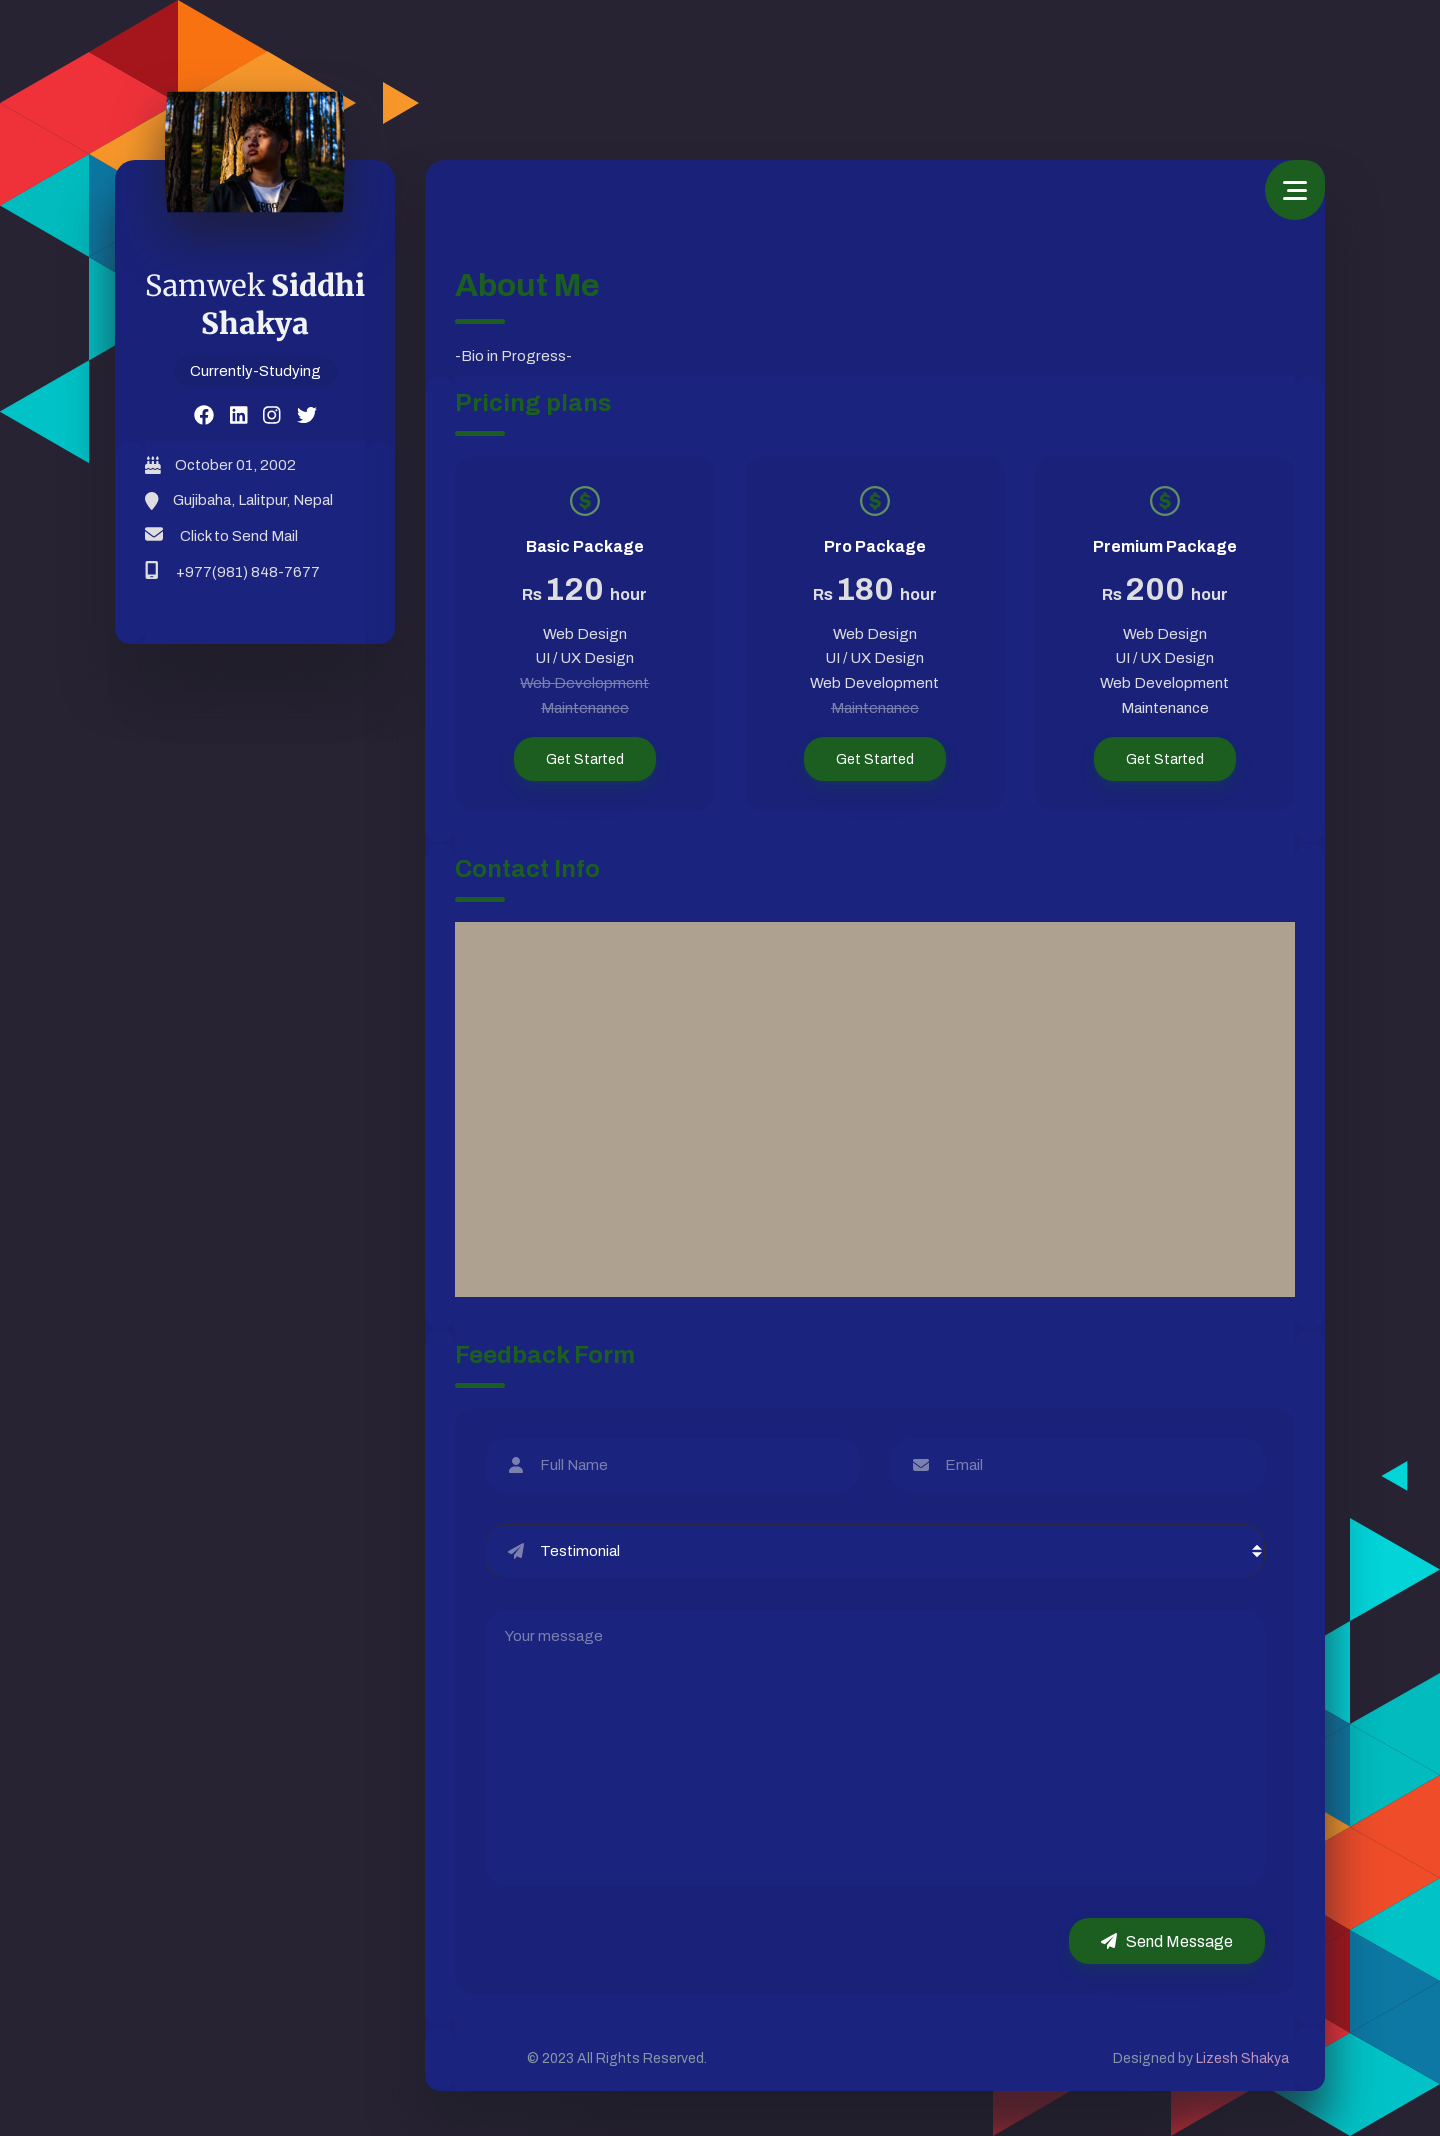 Samwek Siddhi
Shakya
Currently-Studying
October 01, 2002
Gujibaha, Lalitpur, Nepal
Click to Send Mail
+977(981) 848-7677
About Me
-Bio in Progress-
Pricing plans
Basic Package
Rs 120 hour
Web Design
UI / UX Design
Web Development
Maintenance
Get Started
Pro Package
Rs 180 hour
Web Design
UI / UX Design
Web Development
Maintenance
Get Started
Premium Package
Rs 200 hour
Web Design
UI / UX Design
Web Development
Maintenance
Get Started
Contact Info
Feedback Form
Full Name
Email
Testimonial
Your message
Send Message
© 2023 All Rights Reserved.
Designed by Lizesh Shakya